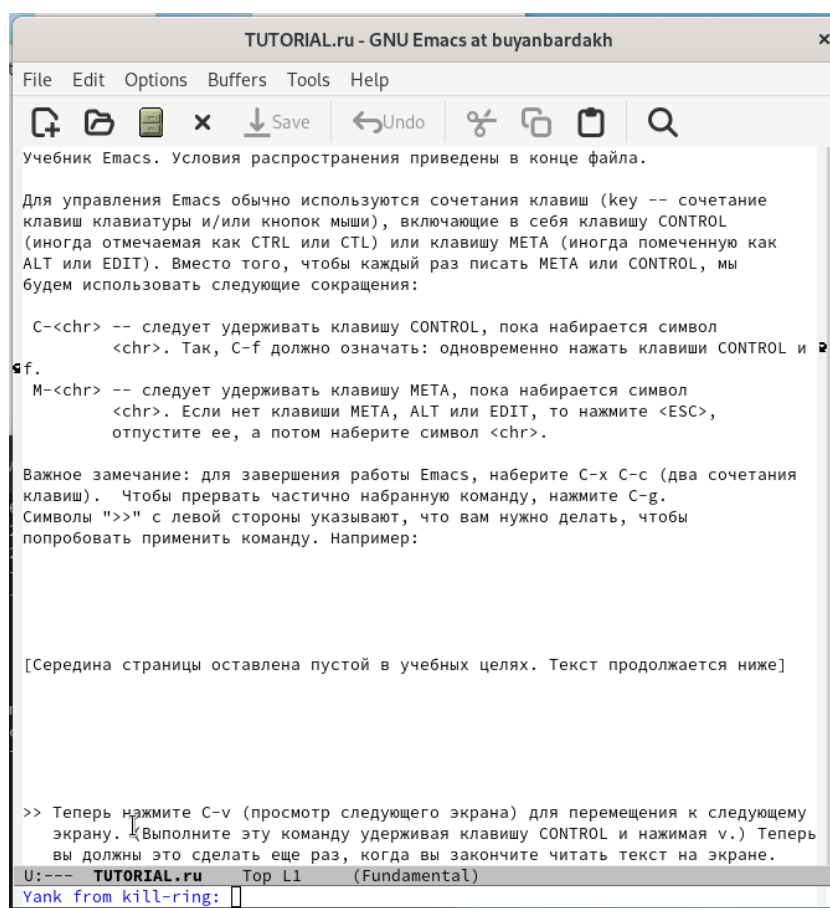 TUTORIAL.ru - GNU Emacs at buyanbardakh
File Edit Options Buffers Tools Help
Save Undo
Учебник Emacs. Условия распространения приведены в конце файла.
Для управления Emacs обычно используются сочетания клавиш (key -- сочетание
клавиш клавиатуры и/или кнопок мыши), включающие в себя клавишу CONTROL
(иногда отмечаемая как CTRL или CTL) или клавишу META (иногда помеченную как
ALT или EDIT). Вместо того, чтобы каждый раз писать META или CONTROL, мы
будем использовать следующие сокращения:
C-<chr> -- следует удерживать клавишу CONTROL, пока набирается символ
<chr>. Так, C-f должно означать: одновременно нажать клавиши CONTROL и
f.
M-<chr> -- следует удерживать клавишу META, пока набирается символ
<chr>. Если нет клавиши META, ALT или EDIT, то нажмите <ESC>,
отпустите ее, а потом наберите символ <chr>.
Важное замечание: для завершения работы Emacs, наберите C-x C-c (два сочетания
клавиш).  Чтобы прервать частично набранную команду, нажмите C-g.
Символы ">>" с левой стороны указывают, что вам нужно делать, чтобы
попробовать применить команду. Например:
[Середина страницы оставлена пустой в учебных целях. Текст продолжается ниже]
>> Теперь нажмите C-v (просмотр следующего экрана) для перемещения к следующему
экрану. (Выполните эту команду удерживая клавишу CONTROL и нажимая v.) Теперь
вы должны это сделать еще раз, когда вы закончите читать текст на экране.
U:--- TUTORIAL.ru Top L1 (Fundamental)
Yank from kill-ring: